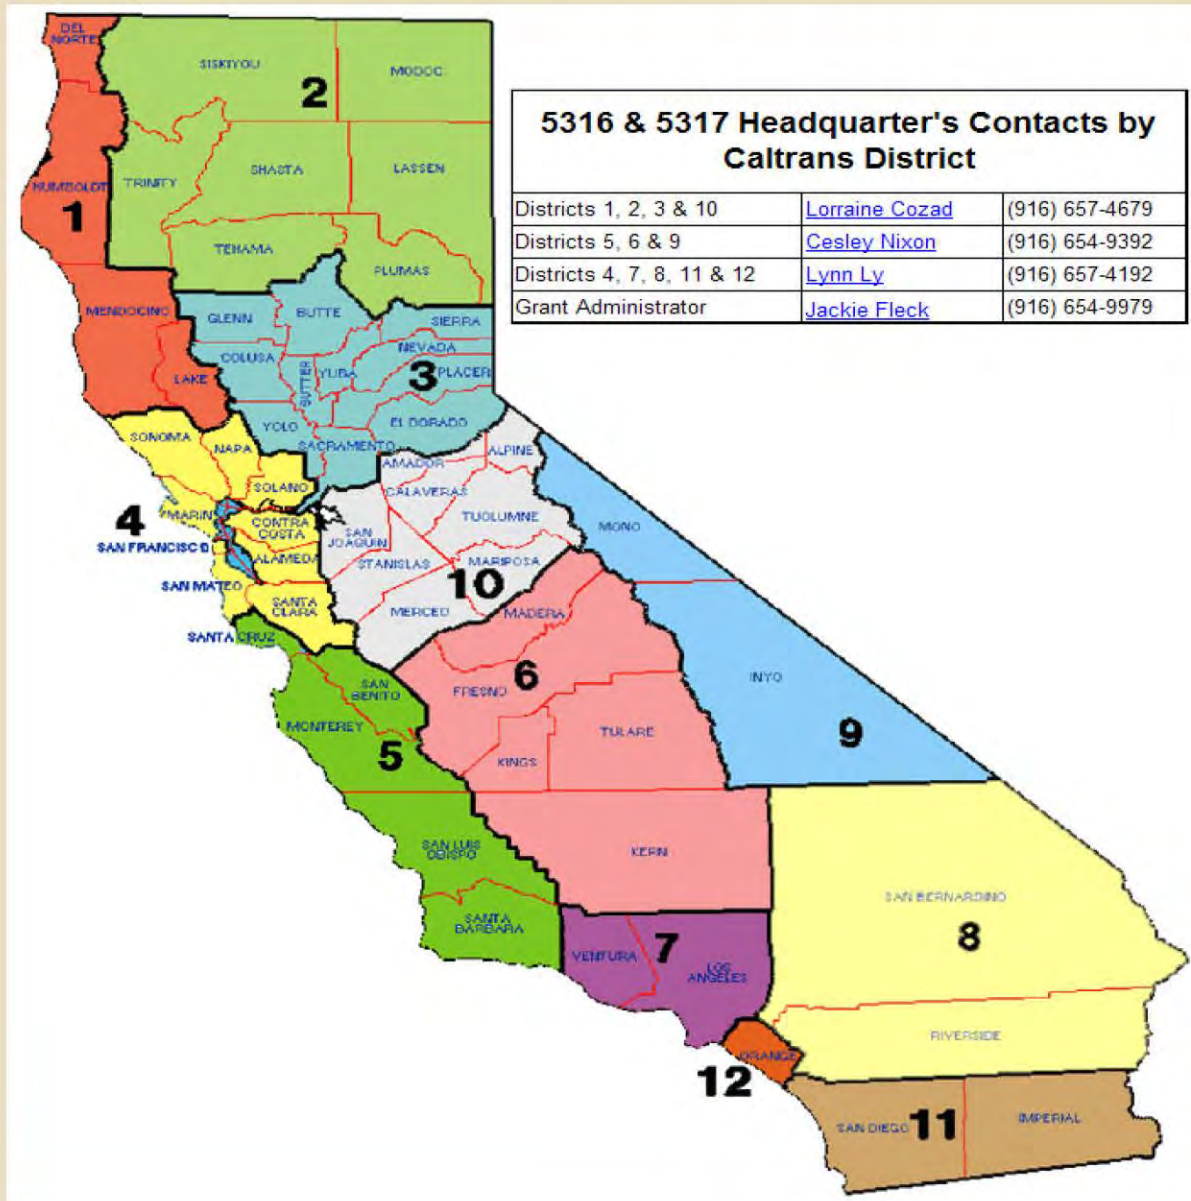 DEL
NORTE
SISKIYOU
MODOC
2
5316 & 5317 Headquarter's Contacts by
Caltrans District
Districts 1, 2, 3 & 10 Lorraine Cozad (916) 657-4679
Districts 5, 6 & 9 Cesley Nixon (916) 654-9392
Districts 4, 7, 8, 11 & 12 Lynn Ly (916) 657-4192
Grant Administrator Jackie Fleck (916) 654-9979
HUMBOLDT
1
TRINITY
SHASTA
LASSEN
TEHAMA
PLUMAS
MENDOCINO
LAKE
GLENN
BUTTE
SIERRA
COLUSA
SUTTER
YUBA
NEVADA
3
PLACER
YOLO
EL DORADO
SACRAMENTO
SONOMA
NAPA
SOLANO
AMADOR
ALPINE
CALAVERAS
4
MARIN
CONTRA
COSTA
SAN
JOAQUIN
TUOLUMNE
MONO
SAN FRANCISCO
ALAMEDA
STANISLAS
MARIPOSA
10
SAN MATEO
SANTA
CLARA
MERCED
MADERA
SANTA CRUZ
SAN
BENITO
FRESNO
6
INYO
MONTEREY
5
KINGS
TULARE
9
SAN LUIS
OBISPO
KERN
SANTA
BARBARA
SAN BERNARDINO
8
VENTURA
7
LOS
ANGELES
RIVERSIDE
ORANGE
12
SAN DIEGO
11
IMPERIAL